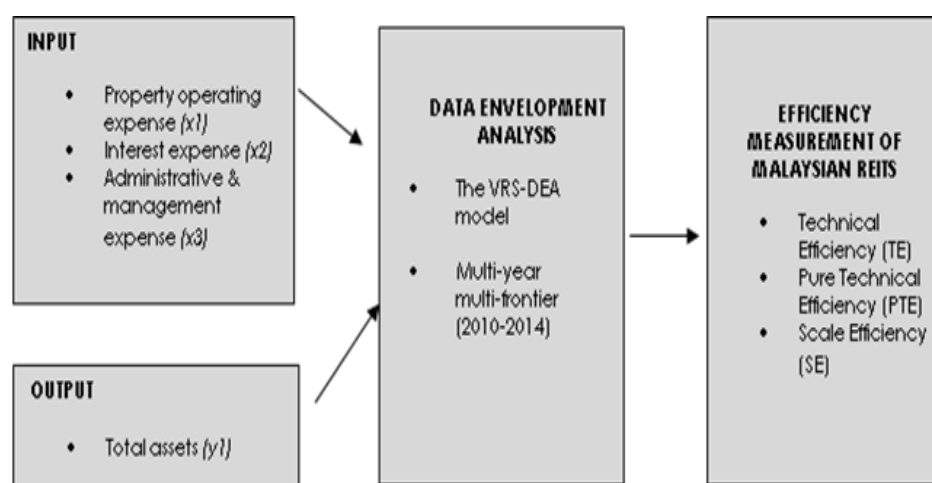 INPUT
• Property operating
expense (x1)
• Interest expense (x2)
• Administrative &
management
expense (x3)
OUTPUT
• Total assets (y1)
DATA ENVELOPMENT
ANALYSIS
• The VRS-DEA
model
• Multi-year
multi-frontier
(2010-2014)
EFFICIENCY
MEASUREMENT OF
MALAYSIAN REITS
• Technical
Efficiency (TE)
• Pure Technical
Efficiency (PTE)
• Scale Efficiency
(SE)